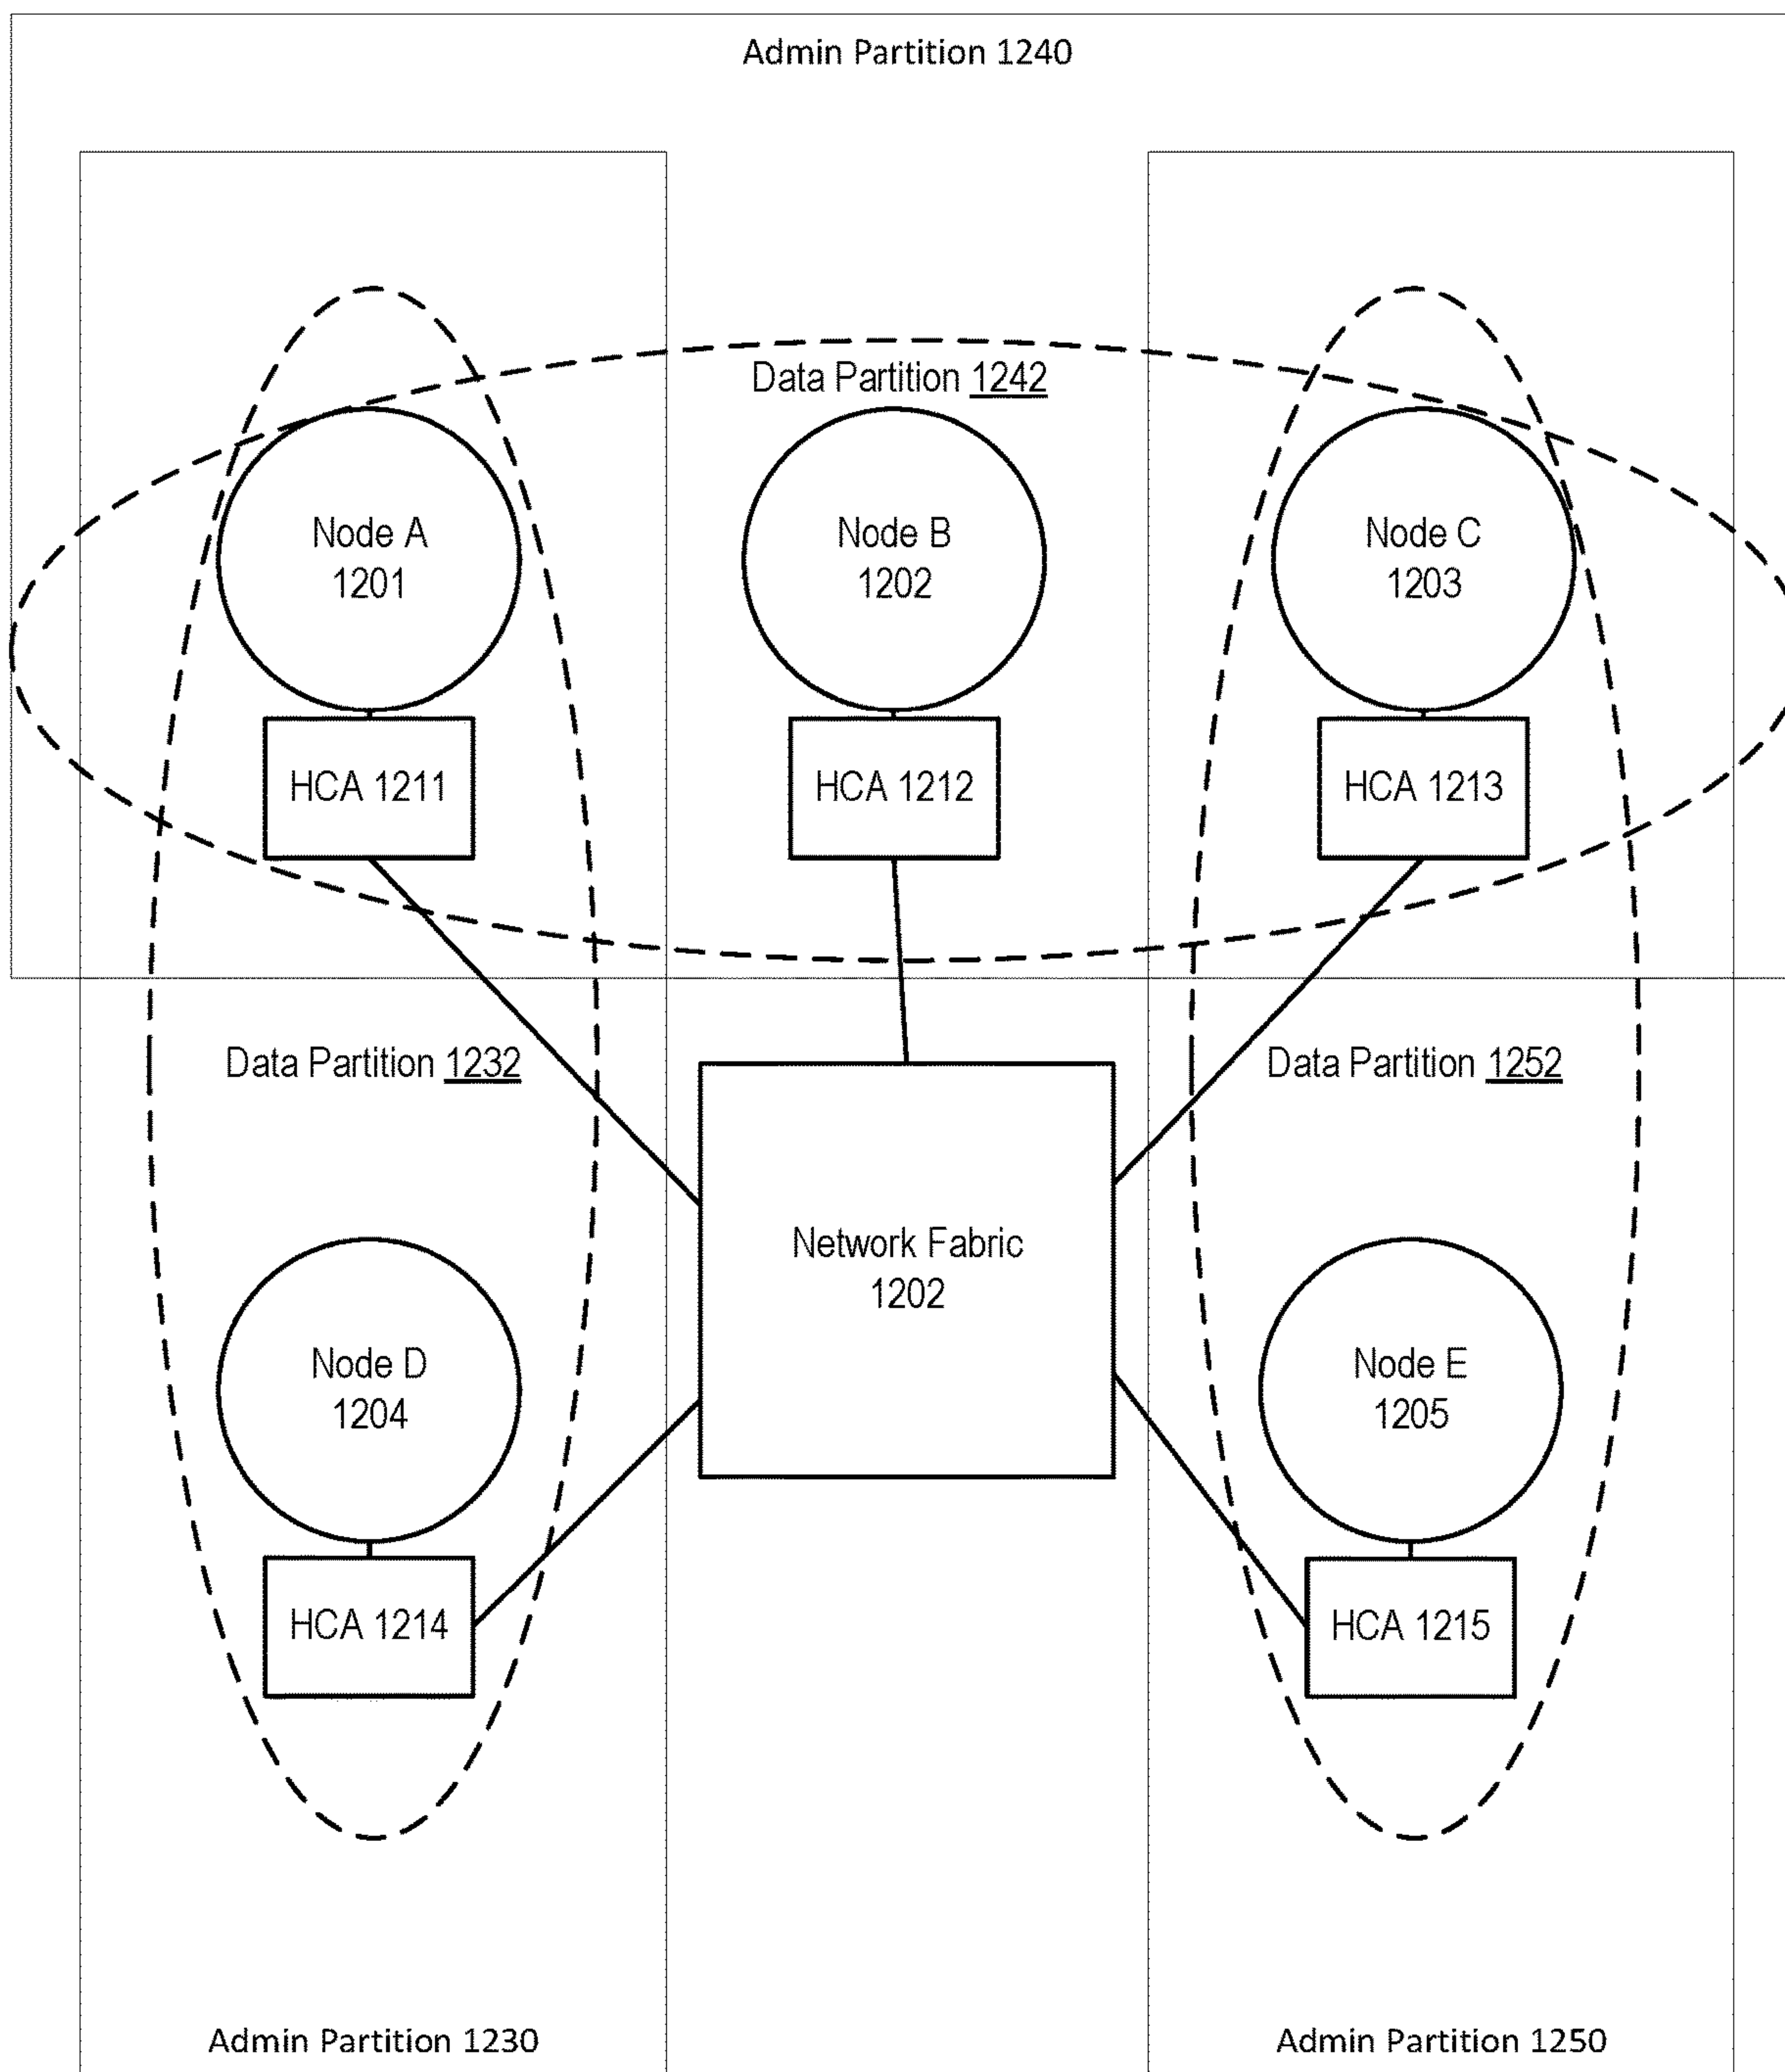 Admin Partition 1240
Data Partition 1242
Node A
1201
Node B
1202
Node C
1203
HCA 1211
HCA 1212
HCA 1213
Data Partition 1232
Data Partition 1252
Network Fabric
1202
Node D
1204
Node E
1205
HCA 1214
HCA 1215
Admin Partition 1230
Admin Partition 1250